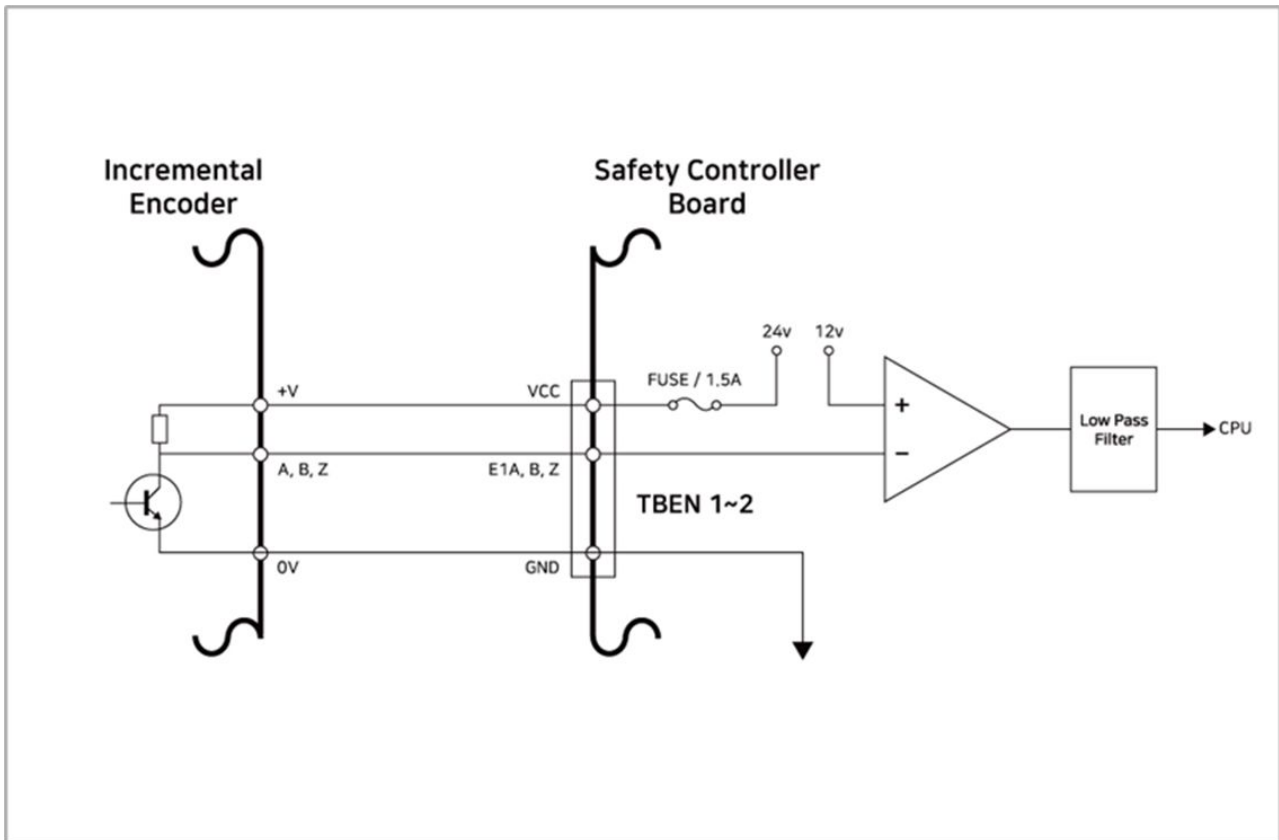 Incremental
Encoder
Safety Controller
Board
24v
12v
FUSE / 1.5A
+V
VCC
+
Low Pass
Filter
CPU
A, B, Z
E1A, B, Z
−
TBEN 1~2
0V
GND